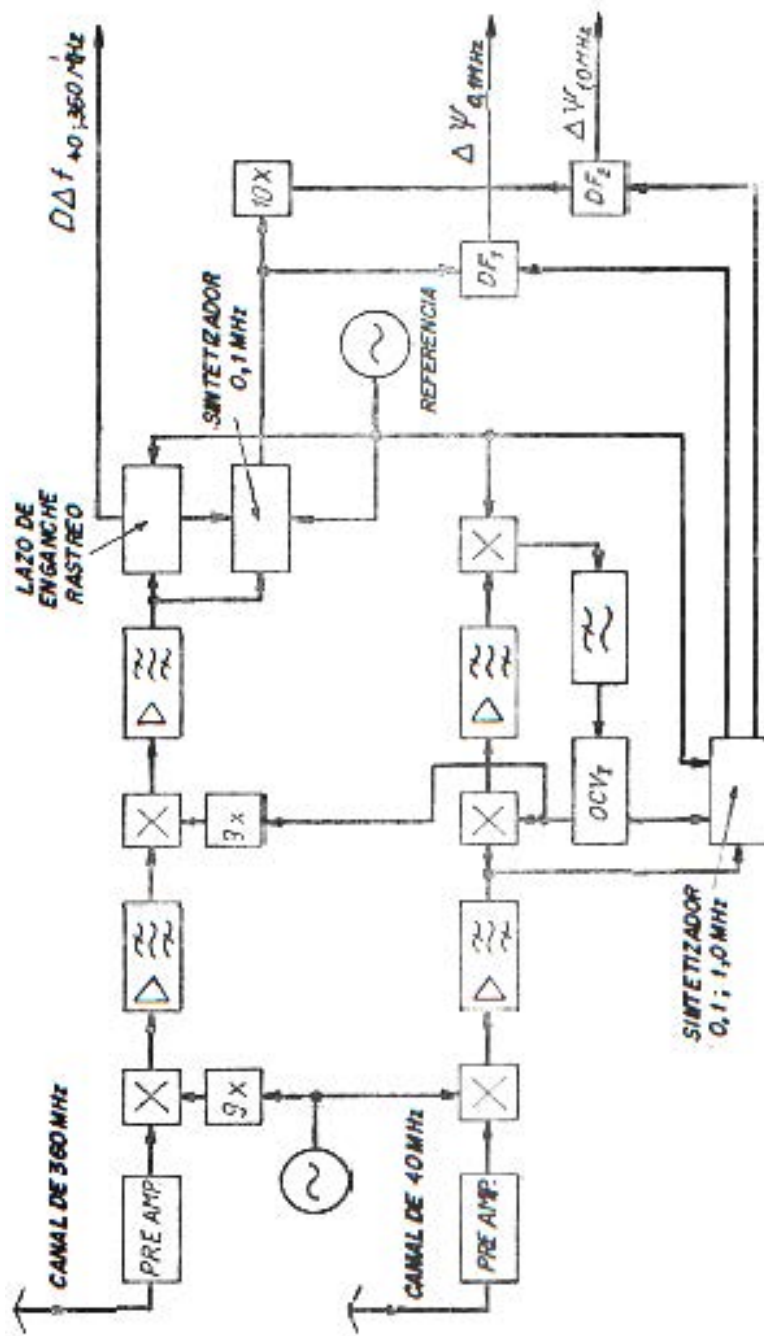 CANAL DE 360 MHz
PRE AMP.
9X
9X
LAZO DE
ENGANCHE
RASTREO
DΔf 40 ; 360 MHz
SINTETIZADOR
0,1 MHz
10X
REFERENCIA
ΔΨ 0,1MHz
DF₁
ΔΨ 1,0MHz
DF₂
CANAL DE 40 MHz
PRE AMP.
OCV I
SINTETIZADOR
0,1 ; 1,0 MHz